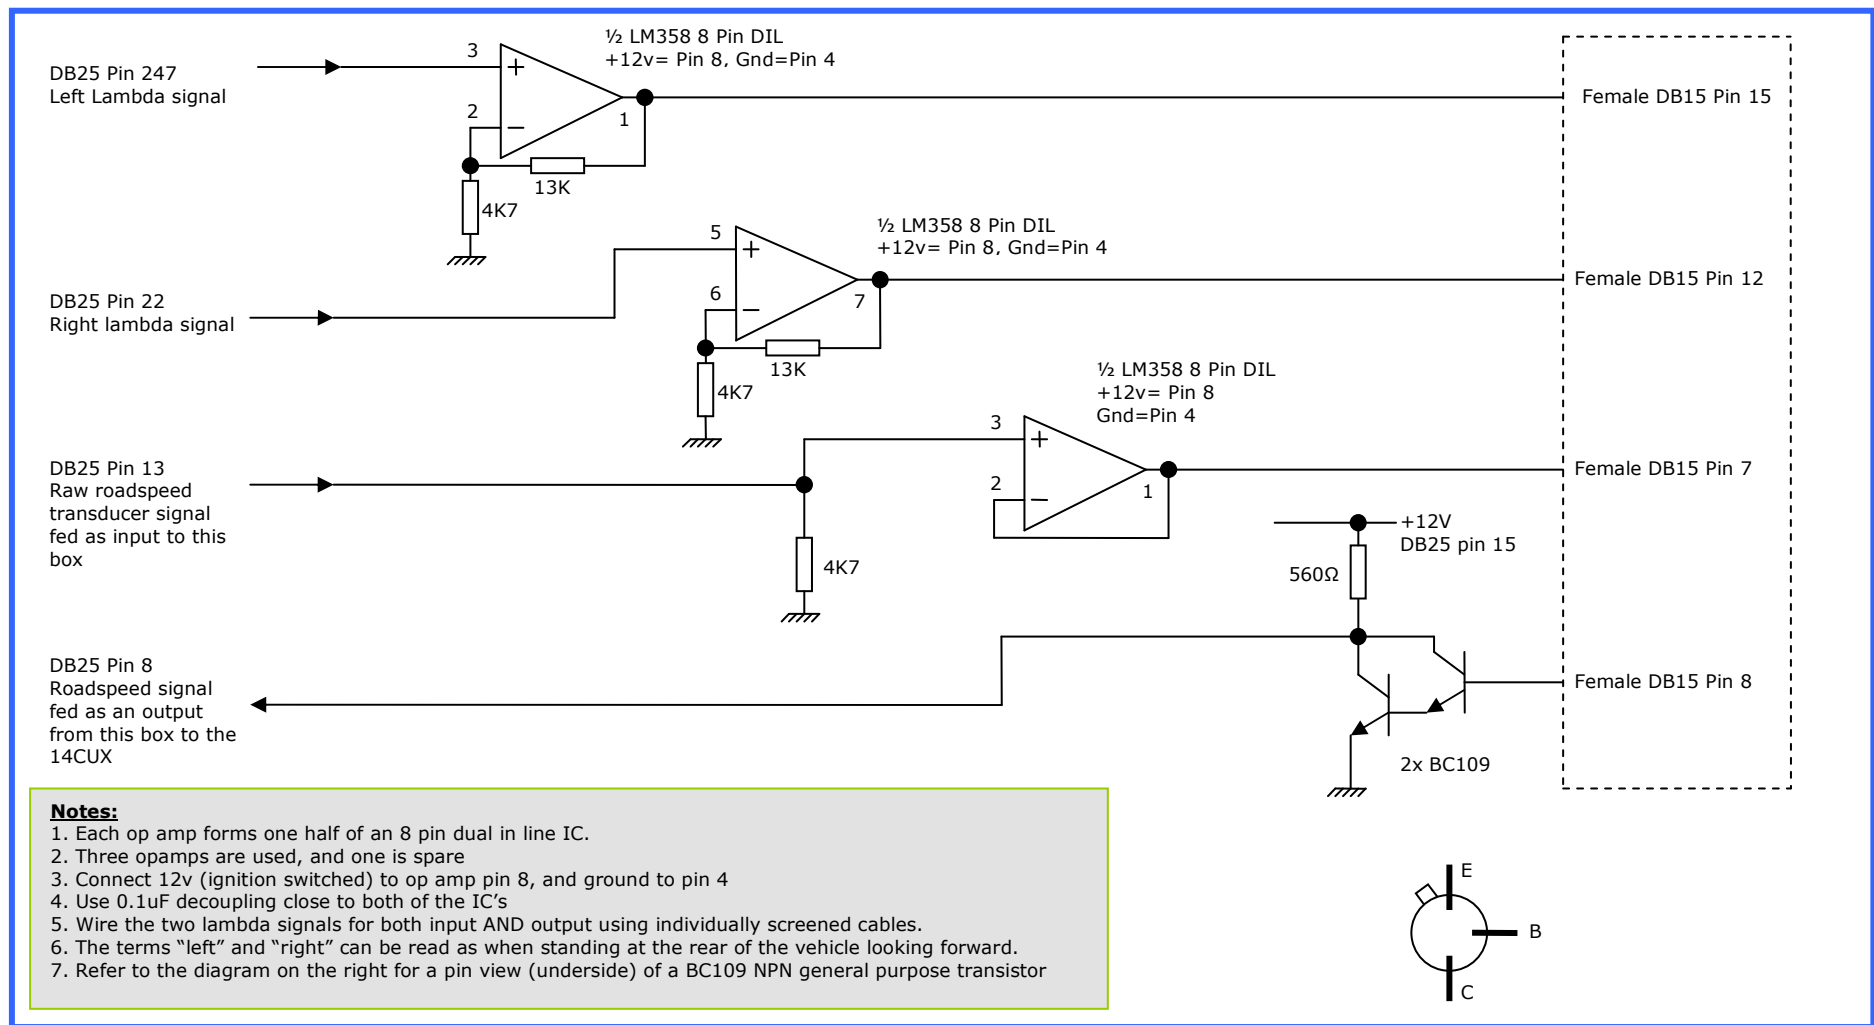 DB25 Pin 247
Left Lambda signal
3
+
2
−
1
½ LM358 8 Pin DIL
+12v= Pin 8, Gnd=Pin 4
13K
4K7
Female DB15 Pin 15
DB25 Pin 22
Right lambda signal
5
+
6
−
7
½ LM358 8 Pin DIL
+12v= Pin 8, Gnd=Pin 4
13K
4K7
Female DB15 Pin 12
DB25 Pin 13
Raw roadspeed
transducer signal
fed as input to this
box
4K7
3
+
2
−
1
½ LM358 8 Pin DIL
+12v= Pin 8
Gnd=Pin 4
Female DB15 Pin 7
+12V
DB25 pin 15
560Ω
DB25 Pin 8
Roadspeed signal
fed as an output
from this box to the
14CUX
Female DB15 Pin 8
2x BC109
Notes:
1. Each op amp forms one half of an 8 pin dual in line IC.
2. Three opamps are used, and one is spare
3. Connect 12v (ignition switched) to op amp pin 8, and ground to pin 4
4. Use 0.1uF decoupling close to both of the IC’s
5. Wire the two lambda signals for both input AND output using individually screened cables.
6. The terms “left” and “right” can be read as when standing at the rear of the vehicle looking forward.
7. Refer to the diagram on the right for a pin view (underside) of a BC109 NPN general purpose transistor
E
B
C